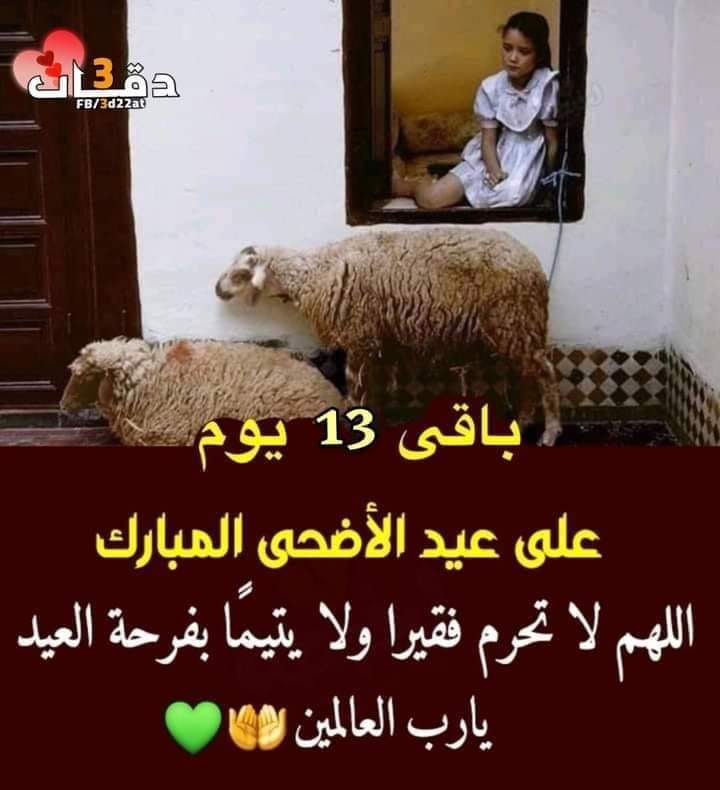 3 دقـات
FB/3d22at
باقى 13 يوم
على عيد الأضحى المبارك
اللهم لا تحرم فقيرا ولا يتيمًا بفرحة العيد
يارب العالمين 🤲💚